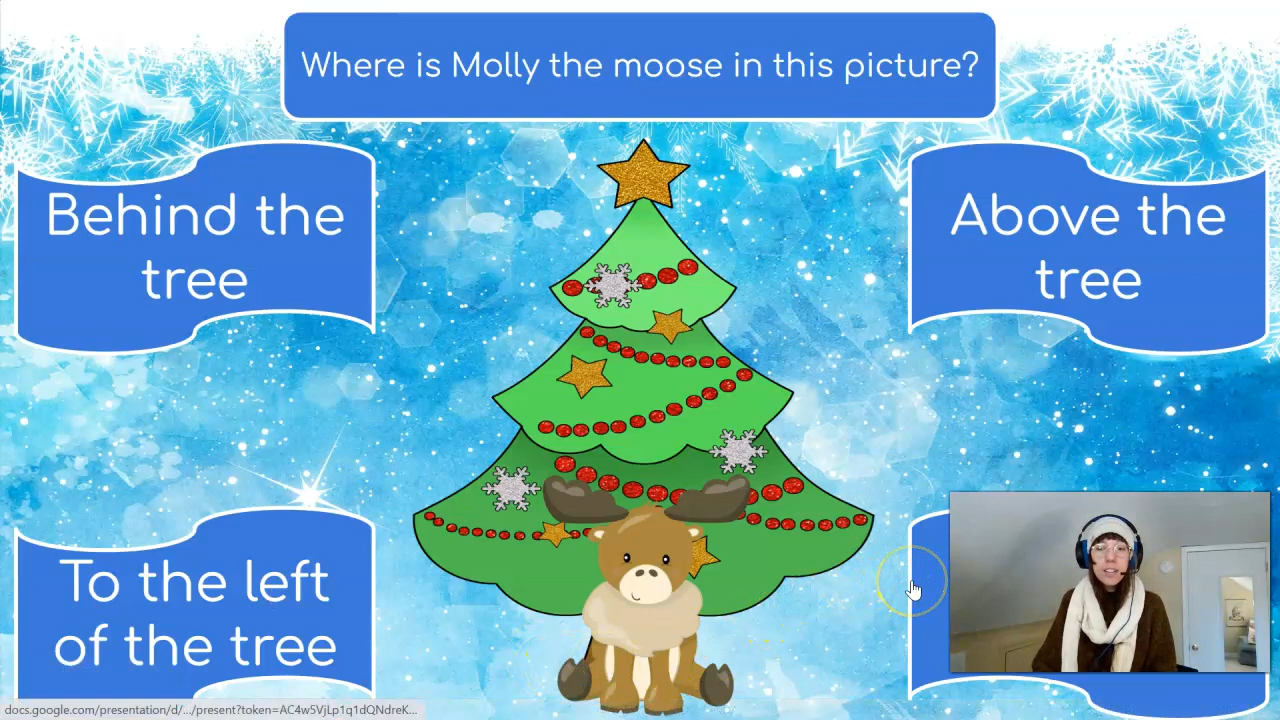 Where is Molly the moose in this picture?
Behind the
tree
Above the
tree
To the left
of the tree
docs.google.com/presentation/d/.../present?token=AC4w5VjLp1q1dQNdreK...